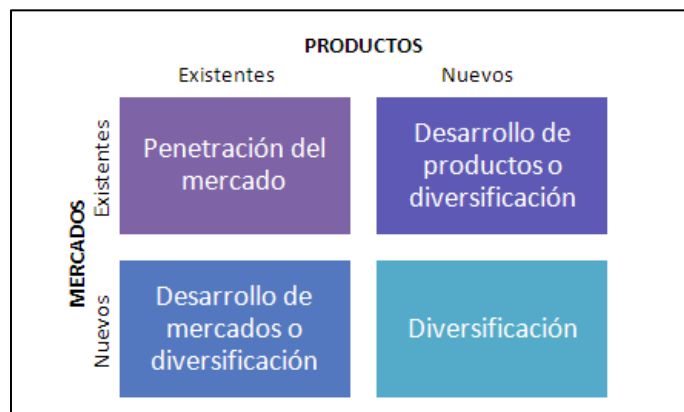 PRODUCTOS
Existentes
Nuevos
MERCADOS
Existentes
Penetración del
mercado
Desarrollo de
productos o
diversificación
Nuevos
Desarrollo de
mercados o
diversificación
Diversificación